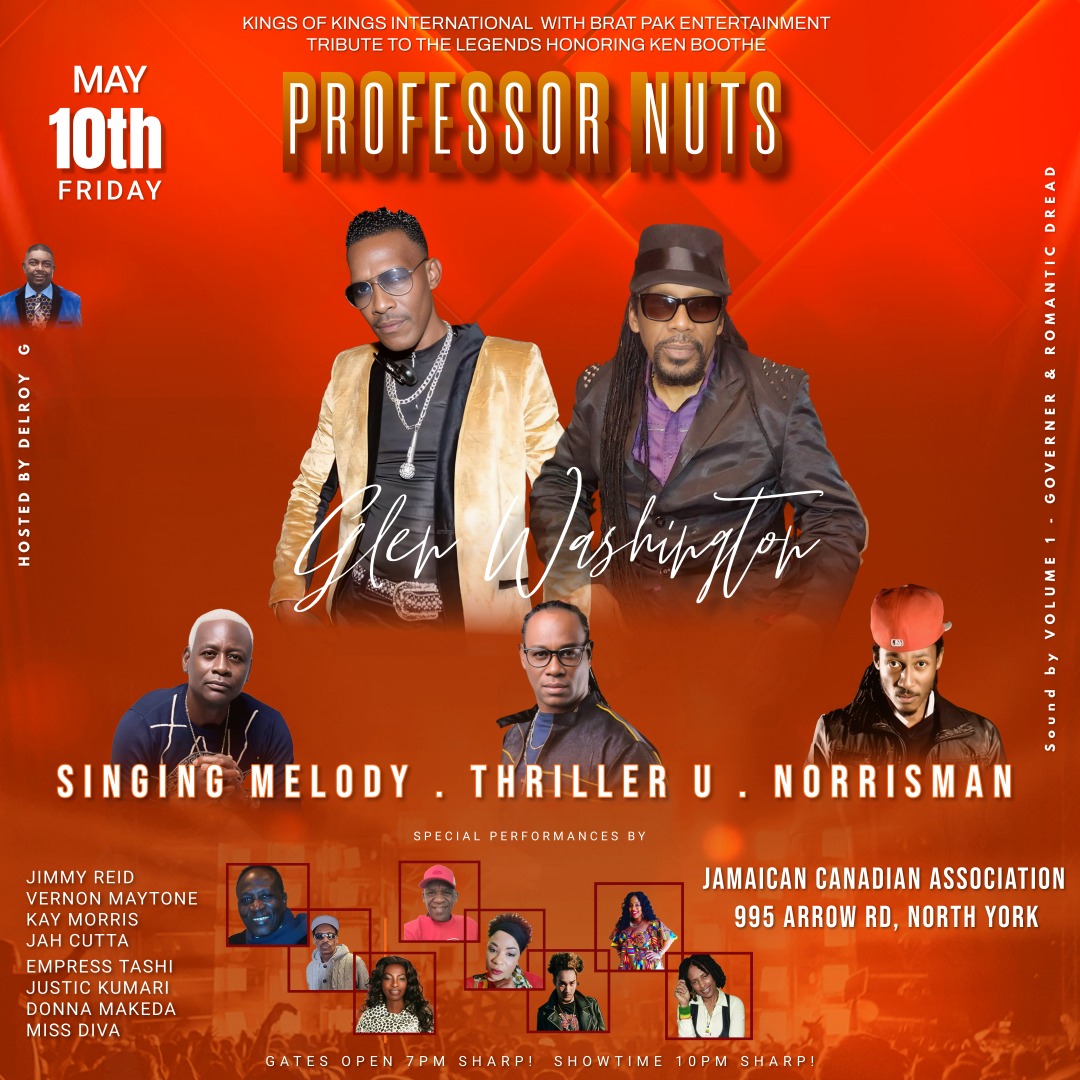 KINGS OF KINGS INTERNATIONAL WITH BRAT PAK ENTERTAINMENT
TRIBUTE TO THE LEGENDS HONORING KEN BOOTHE
PROFESSOR NUTS
MAY
10th
FRIDAY
HOSTED BY DELROY G
Sound by VOLUME 1 - GOVERNER & ROMANTIC DREAD
Glen Washington
SINGING MELODY . THRILLER U . NORRISMAN
SPECIAL PERFORMANCES BY
JIMMY REID
VERNON MAYTONE
KAY MORRIS
JAH CUTTA
EMPRESS TASHI
JUSTIC KUMARI
DONNA MAKEDA
MISS DIVA
JAMAICAN CANADIAN ASSOCIATION
995 ARROW RD, NORTH YORK
GATES OPEN 7PM SHARP! SHOWTIME 10PM SHARP!